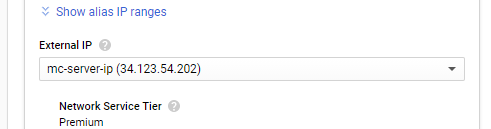 Show alias IP ranges
External IP
mc-server-ip (34.123.54.202)
Network Service Tier
Premium